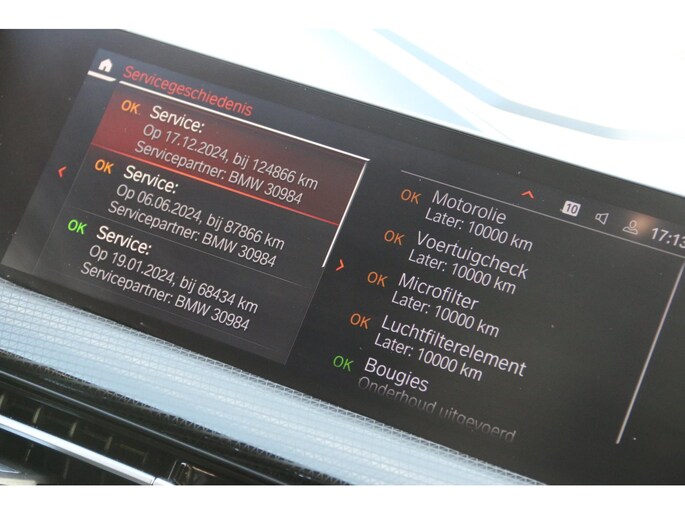 Servicegeschiedenis
OK Service:
Op 17.12.2024, bij 124866 km
Servicepartner: BMW 30984
OK Service:
Op 06.06.2024, bij 87866 km
Servicepartner: BMW 30984
OK Service:
Op 19.01.2024, bij 68434 km
Servicepartner: BMW 30984
10 17:13
OK Motorolie
Later: 10000 km
OK Voertuigcheck
Later: 10000 km
OK Microfilter
Later: 10000 km
OK Luchtfilterelement
Later: 10000 km
OK Bougies
Onderhoud uitgevoerd